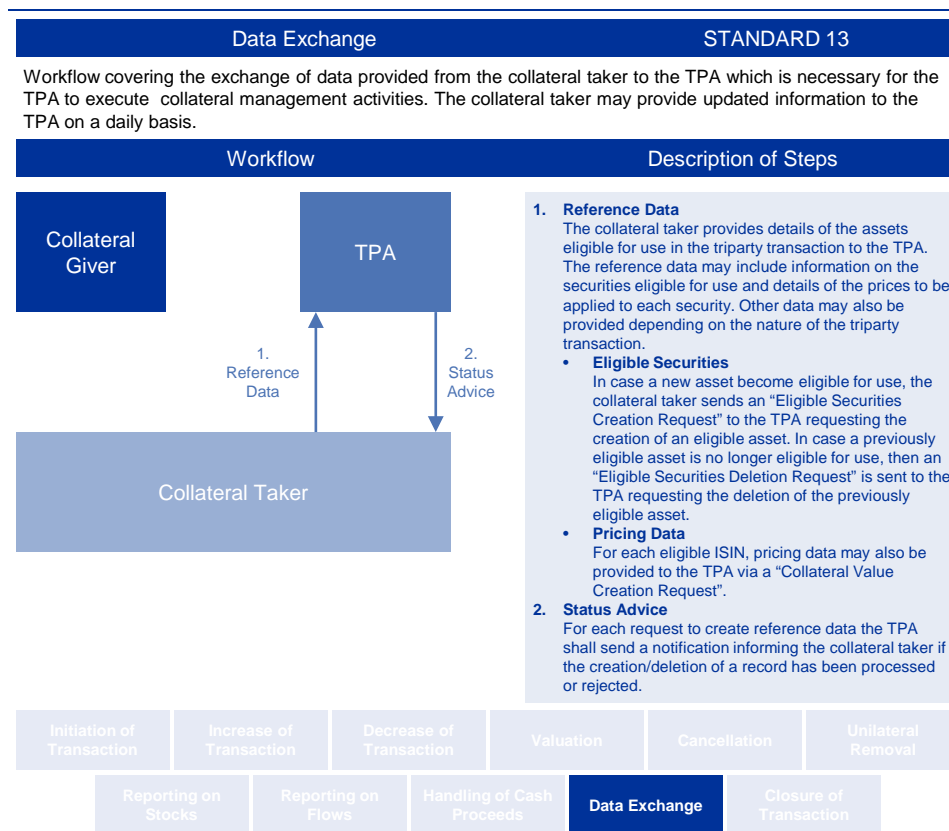 Data Exchange
STANDARD 13
Workflow covering the exchange of data provided from the collateral taker to the TPA which is necessary for the
TPA to execute collateral management activities. The collateral taker may provide updated information to the
TPA on a daily basis.
Workflow
Description of Steps
Collateral
Giver
TPA
1.
Reference
Data
2.
Status
Advice
Collateral Taker
1. Reference Data
The collateral taker provides details of the assets
eligible for use in the triparty transaction to the TPA.
The reference data may include information on the
securities eligible for use and details of the prices to be
applied to each security. Other data may also be
provided depending on the nature of the triparty
transaction.
• Eligible Securities
In case a new asset become eligible for use, the
collateral taker sends an “Eligible Securities
Creation Request” to the TPA requesting the
creation of an eligible asset. In case a previously
eligible asset is no longer eligible for use, then an
“Eligible Securities Deletion Request” is sent to the
TPA requesting the deletion of the previously
eligible asset.
• Pricing Data
For each eligible ISIN, pricing data may also be
provided to the TPA via a “Collateral Value
Creation Request”.
2. Status Advice
For each request to create reference data the TPA
shall send a notification informing the collateral taker if
the creation/deletion of a record has been processed
or rejected.
Initiation of
Transaction
Increase of
Transaction
Decrease of
Transaction
Valuation
Cancellation
Unilateral
Removal
Reporting on
Stocks
Reporting on
Flows
Handling of Cash
Proceeds
Data Exchange
Closure of
Transaction